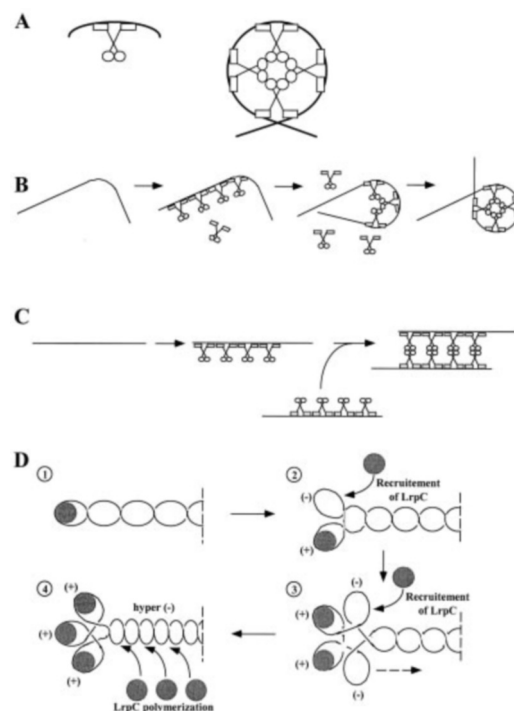 A
B
C
D
1
2
Recruitement
of LrpC
(-)
(+)
(+)
4
hyper (-)
(+)
(+)
LrpC polymerization
(-)
3
Recruitement
of LrpC
(+)
(+)
(-)